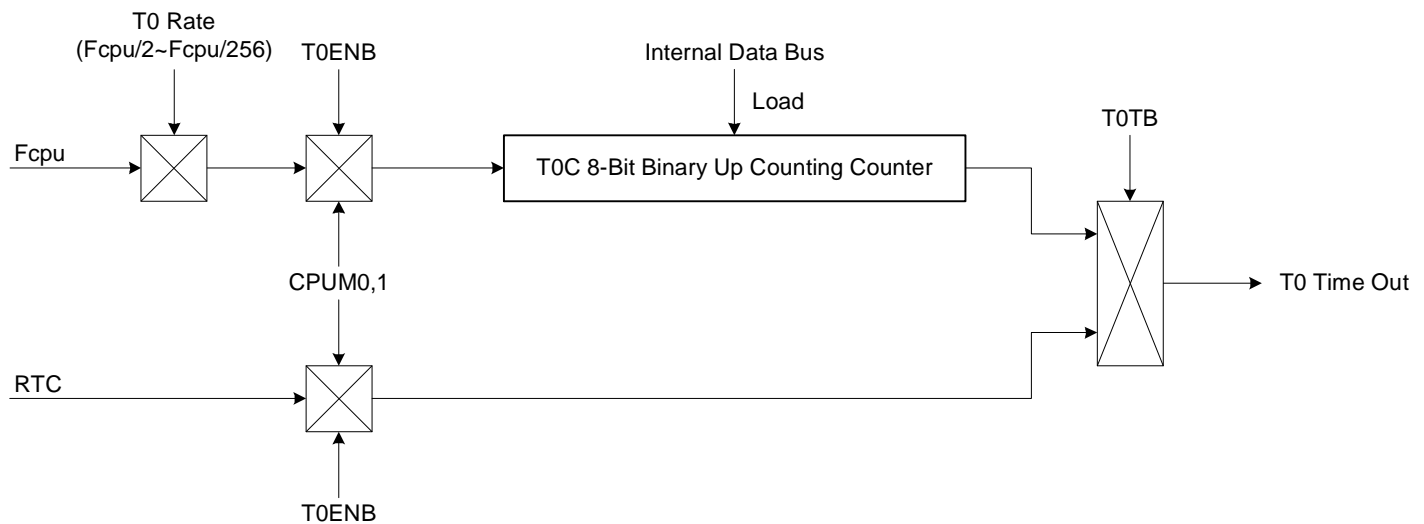 T0 Rate
(Fcpu/2~Fcpu/256)
T0ENB
Internal Data Bus
Load
T0TB
Fcpu
T0C 8-Bit Binary Up Counting Counter
CPUM0,1
T0 Time Out
RTC
T0ENB